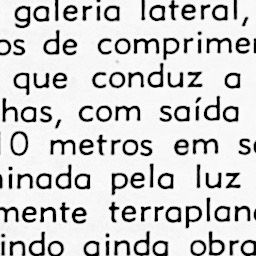 galeria lateral,
os de comprimen
que conduz a
has, com saída
10 metros em s
inada pela luz
mente terraplan
indo ainda obra